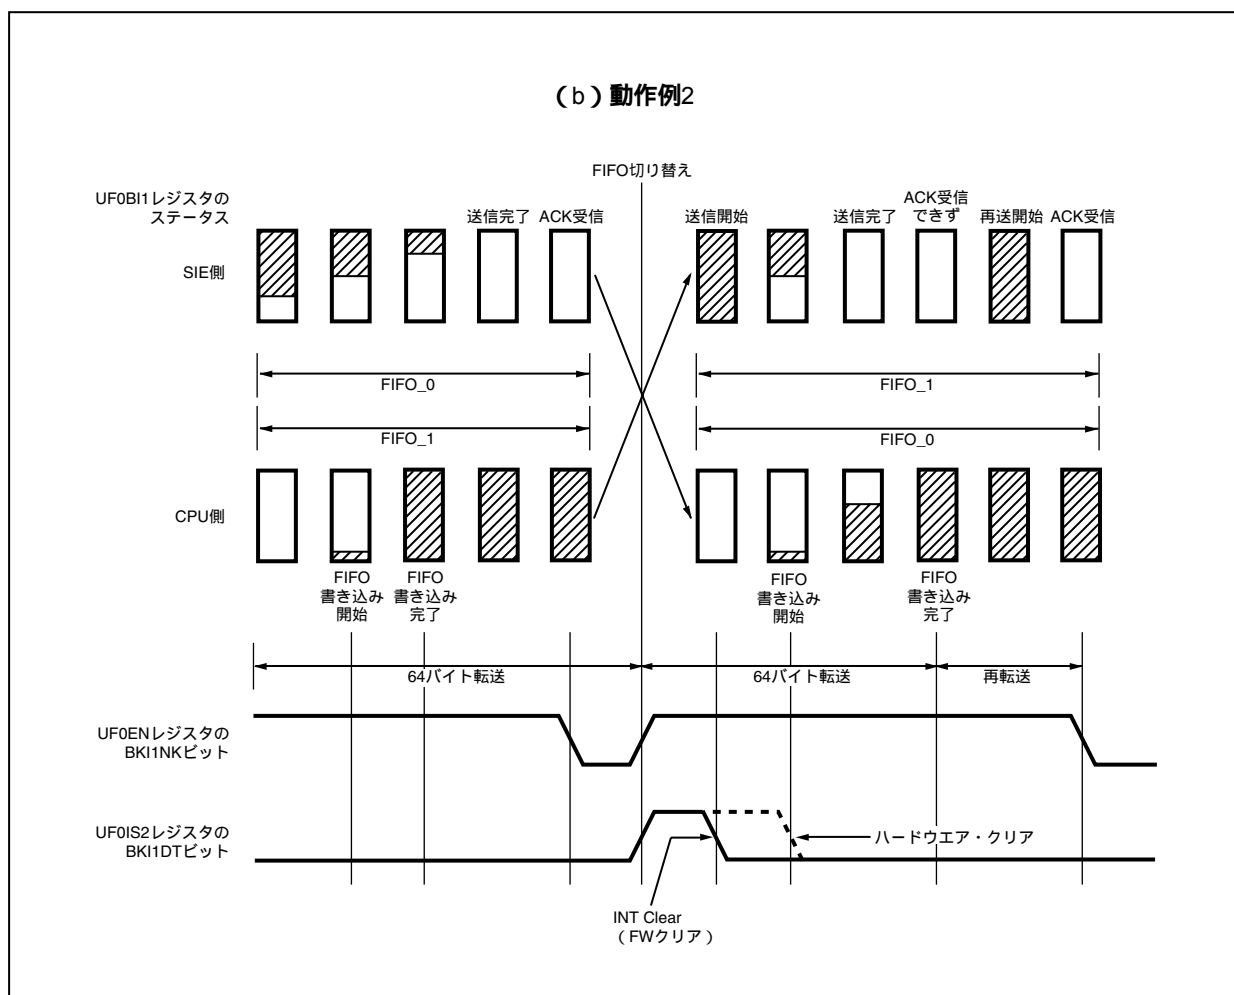 （b）動作例2
FIFO切り替え
UF0BI1レジスタの
ステータス
送信完了
ACK受信
送信開始
送信完了
ACK受信
できず
再送開始
ACK受信
SIE側
FIFO_0
FIFO_1
FIFO_1
FIFO_0
CPU側
FIFO
書き込み
開始
FIFO
書き込み
完了
FIFO
書き込み
開始
FIFO
書き込み
完了
64バイト転送
64バイト転送
再転送
UF0ENレジスタの
BKI1NKビット
UF0IS2レジスタの
BKI1DTビット
ハードウエア・クリア
INT Clear
（FWクリア）